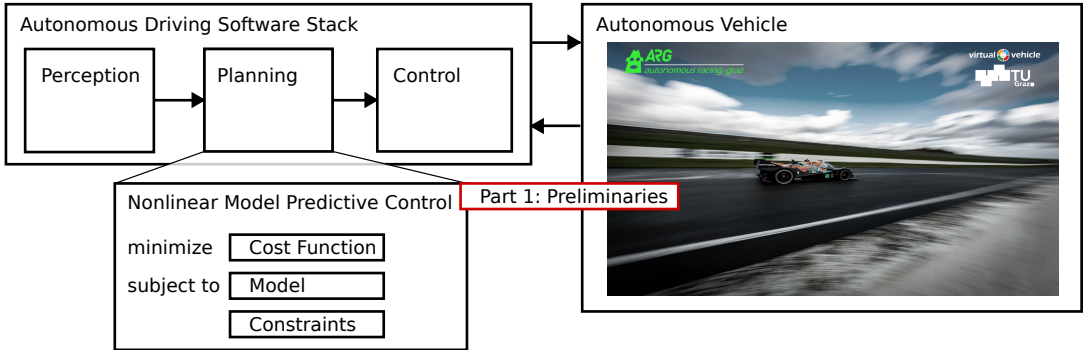 Autonomous Driving Software Stack
Perception
Planning
Control
Nonlinear Model Predictive Control
minimize
Cost Function
subject to
Model
Constraints
Part 1: Preliminaries
Autonomous Vehicle
ARG
autonomous racing graz
virtual vehicle
TU
Graz